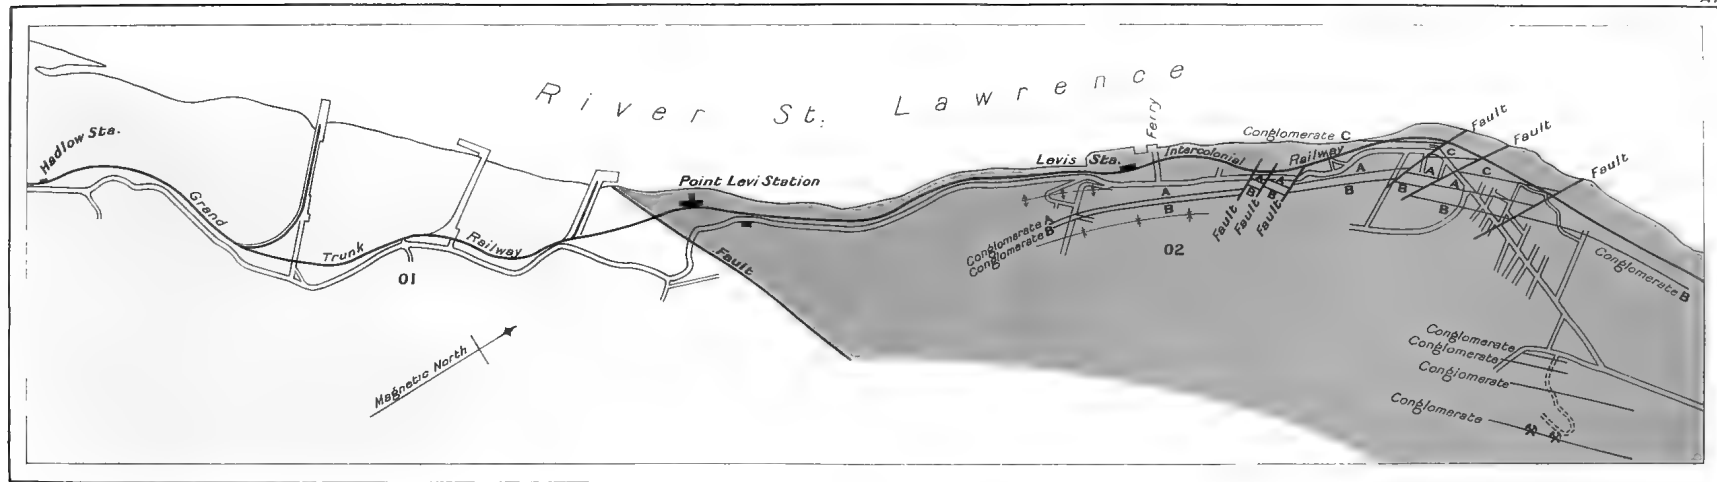 River St. Lawrence
Hadlow Sta.
Grand Trunk Railway
O1
Magnetic North
Point Levi Station
Fault
Levis Sta.
Ferry
Intercolonial Railway
Conglomerate C
Conglomerate A
Conglomerate B
A
B
B
O2
A
A
B
B
Fault
Fault
Fault
A
B
C
A
A
C
B
B
Fault
Fault
Fault
Conglomerate B
Conglomerate
Conglomerate
Conglomerate
Conglomerate